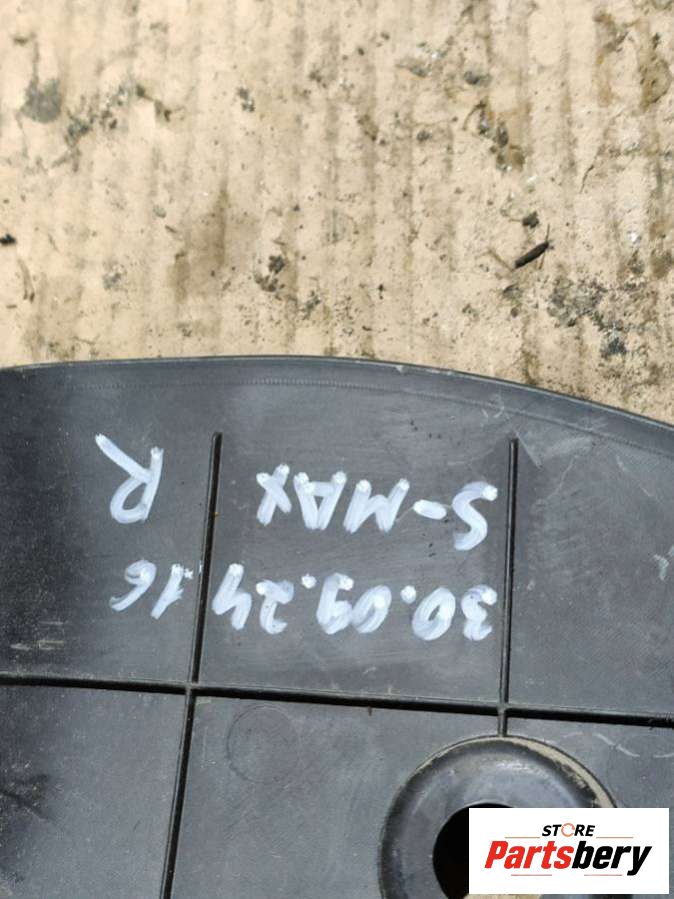 30.09.24.16
S-MAX R
STORE
Partsbery